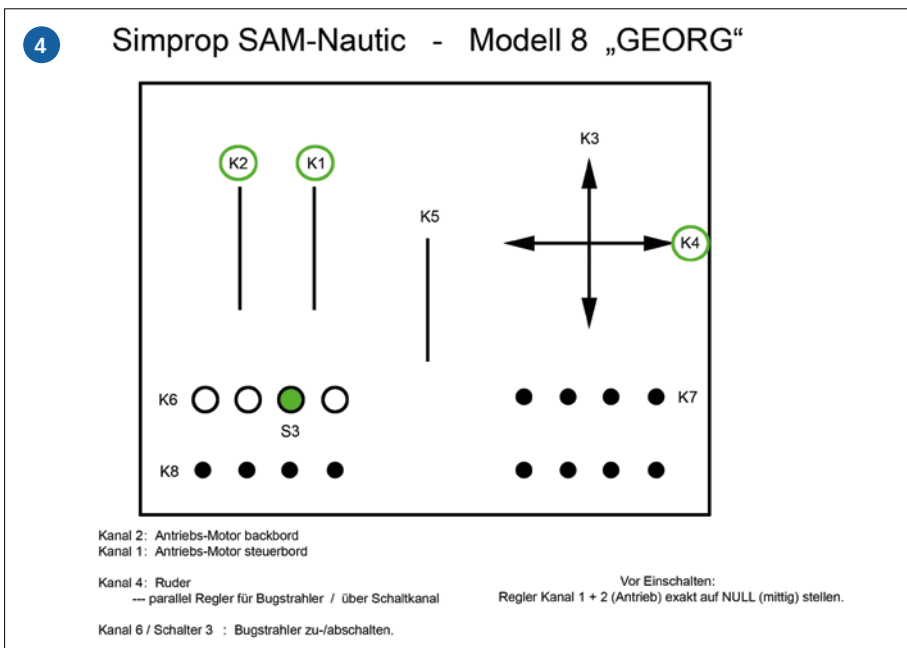 4
Simprop SAM-Nautic - Modell 8 „GEORG“
K3
K2 K1
K5
K4
K6
K7
S3
K8
Kanal 2: Antriebs-Motor backbord
Kanal 1: Antriebs-Motor steuerbord
Kanal 4: Ruder
--- parallel Regler für Bugstrahler / über Schaltkanal
Kanal 6 / Schalter 3 : Bugstrahler zu-/abschalten.
Vor Einschalten:
Regler Kanal 1 + 2 (Antrieb) exakt auf NULL (mittig) stellen.